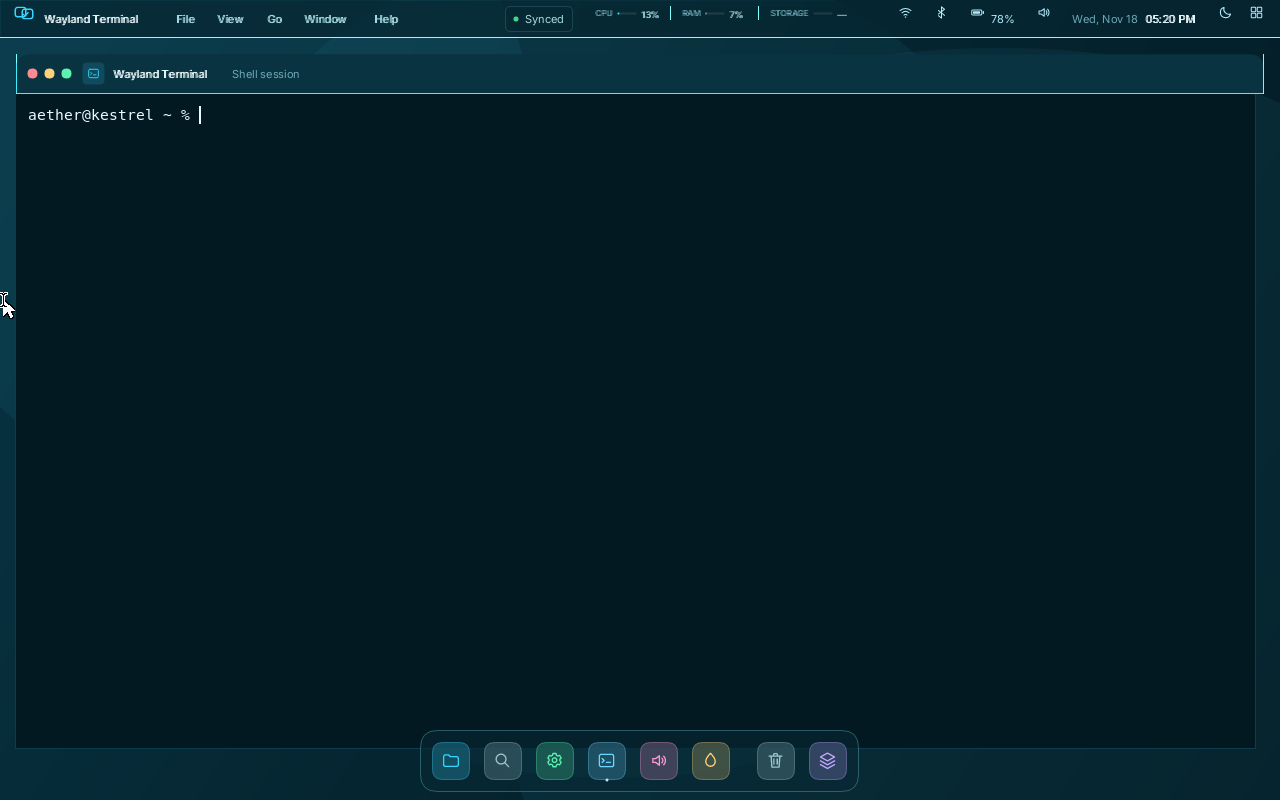 Wayland Terminal File View Go Window Help Synced CPU 13% RAM 7% STORAGE — 78% Wed, Nov 18 05:20 PM
Wayland Terminal Shell session
aether@kestrel ~ %